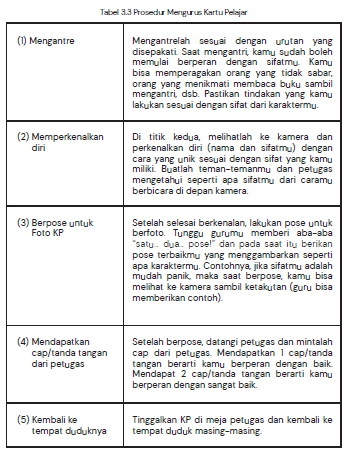 Tabel 3.3 Prosedur Mengurus Kartu Pelajar
(1) Mengantre
Mengantrelah sesuai dengan urutan yang
disepakati. Saat mengantri, kamu sudah boleh
memulai berperan dengan sifatmu. Kamu
bisa memperagakan orang yang tidak sabar,
orang yang menikmati membaca buku sambil
mengantri, dsb. Pastikan tindakan yang kamu
lakukan sesuai dengan sifat dari karaktermu.
(2) Memperkenalkan
diri
Di titik kedua, melihatlah ke kamera dan
perkenalkan diri (nama dan sifatmu) dengan
cara yang unik sesuai dengan sifat yang kamu
miliki. Buatlah teman-temanmu dan petugas
mengetahui seperti apa sifatmu dari caramu
berbicara di depan kamera.
(3) Berpose untuk
Foto KP
Setelah selesai berkenalan, lakukan pose untuk
berfoto. Tunggu gurumu memberi aba-aba
“satu.. dua.. pose!” dan pada saat itu berikan
pose terbaikmu yang menggambarkan seperti
apa karaktermu. Contohnya, jika sifatmu adalah
mudah panik, maka saat berpose, kamu bisa
melihat ke kamera sambil ketakutan (guru bisa
memberikan contoh).
(4) Mendapatkan
cap/tanda tangan
dari petugas
Setelah berpose, datangi petugas dan mintalah
cap dari petugas. Mendapatkan 1 cap/tanda
tangan berarti kamu berperan dengan baik.
Mendapat 2 cap/tanda tangan berarti kamu
berperan dengan sangat baik.
(5) Kembali ke
tempat duduknya
Tinggalkan KP di meja petugas dan kembali ke
tempat duduk masing-masing.